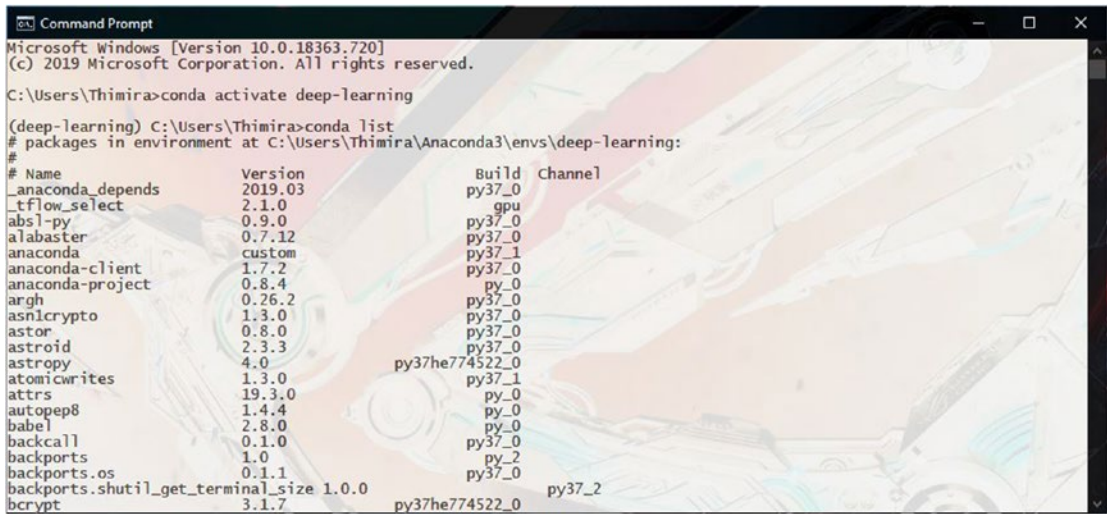 Command Prompt
Microsoft Windows [Version 10.0.18363.720]
(c) 2019 Microsoft Corporation. All rights reserved.
C:\Users\Thimira>conda activate deep-learning
(deep-learning) C:\Users\Thimira>conda list
# packages in environment at C:\Users\Thimira\Anaconda3\envs\deep-learning:
#
# Name                    Version                   Build  Channel
_anaconda_depends         2019.03                  py37_0
_tflow_select             2.1.0                       gpu
absl-py                   0.9.0                    py37_0
alabaster                 0.7.12                   py37_0
anaconda                  custom                   py37_1
anaconda-client           1.7.2                    py37_0
anaconda-project          0.8.4                      py_0
argh                      0.26.2                   py37_0
asn1crypto                1.3.0                    py37_0
astor                     0.8.0                    py37_0
astroid                   2.3.3                    py37_0
astropy                   4.0              py37he774522_0
atomicwrites              1.3.0                    py37_1
attrs                     19.3.0                     py_0
autopep8                  1.4.4                      py_0
babel                     2.8.0                      py_0
backcall                  0.1.0                    py37_0
backports                 1.0                        py_2
backports.os              0.1.1                    py37_0
backports.shutil_get_terminal_size 1.0.0                    py37_2
bcrypt                    3.1.7            py37he774522_0